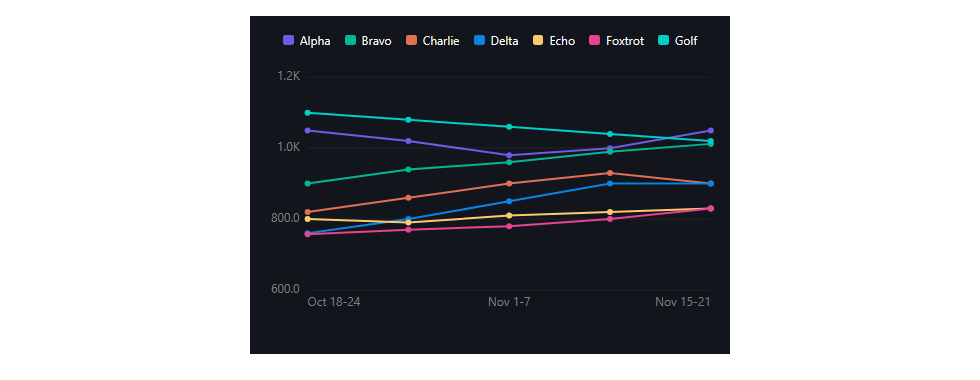 Alpha Bravo Charlie Delta Echo Foxtrot Golf
1.2K
1.0K
800.0
600.0
Oct 18-24 Nov 1-7 Nov 15-21